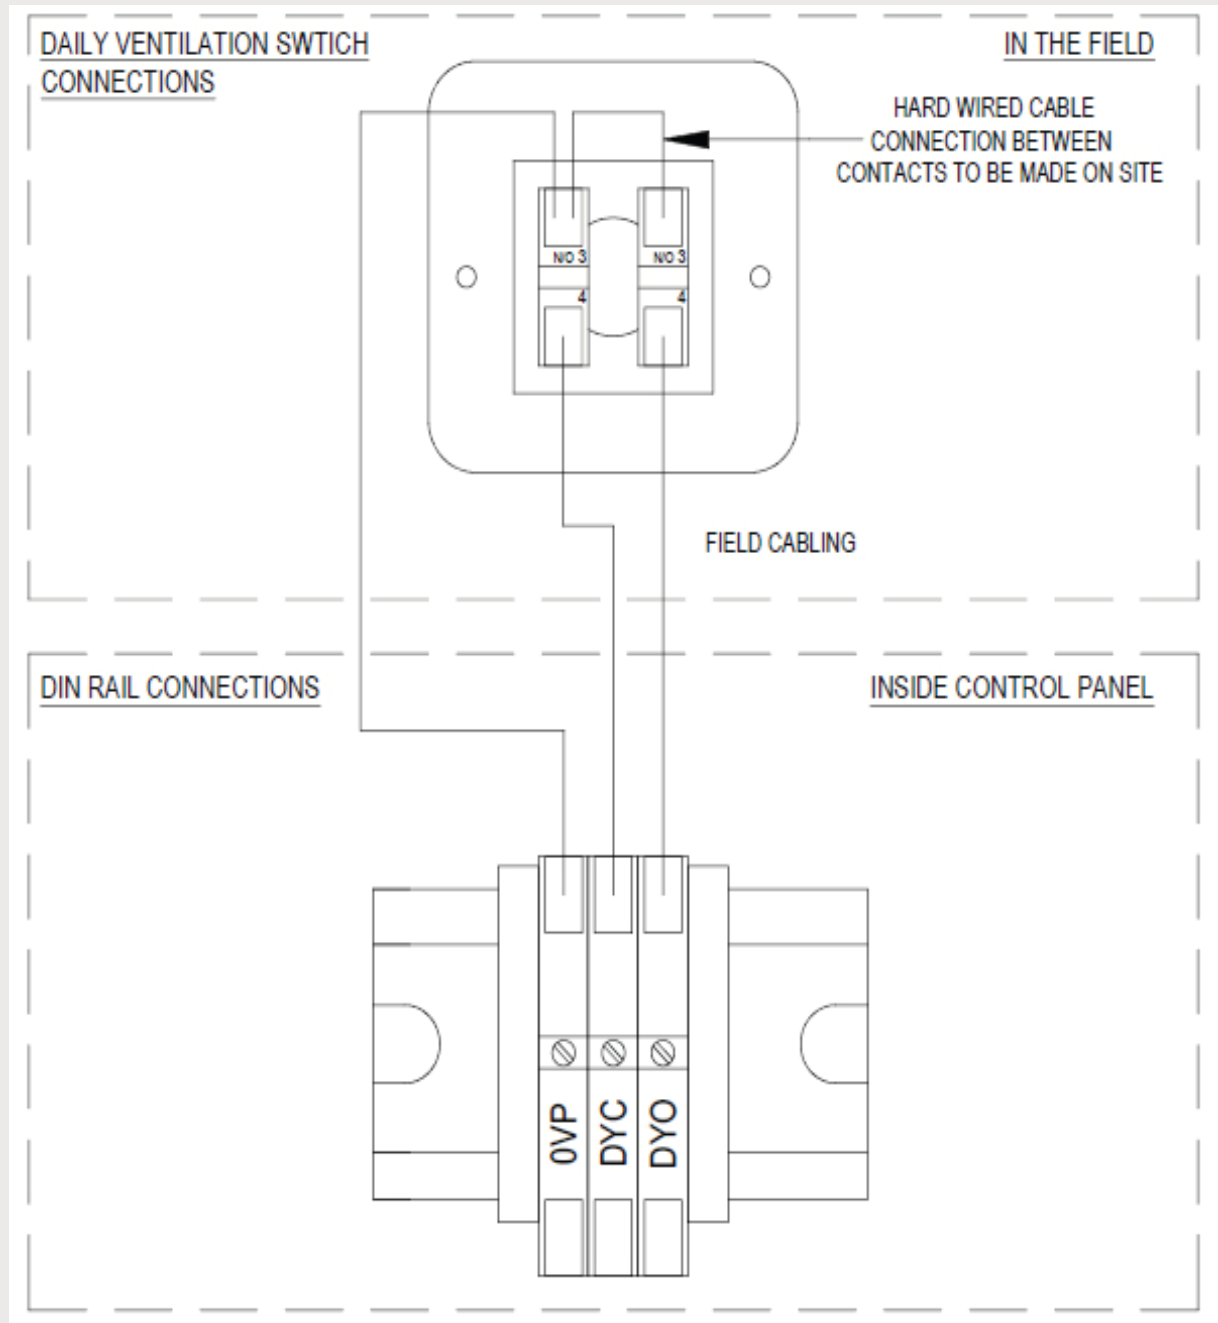 DAILY VENTILATION SWTICH
CONNECTIONS
IN THE FIELD
HARD WIRED CABLE
CONNECTION BETWEEN
CONTACTS TO BE MADE ON SITE
N/O 3
N/O 3
4
4
FIELD CABLING
DIN RAIL CONNECTIONS
INSIDE CONTROL PANEL
0VP
DYC
DYO